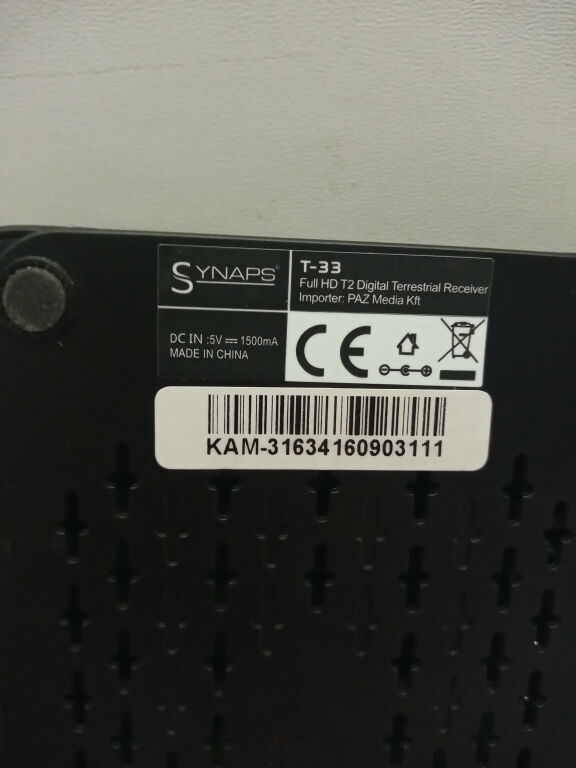 SYNAPS
T-33
Full HD T2 Digital Terrestrial Receiver
Importer: PAZ Media Kft
DC IN :5V ⎓ 1500mA
MADE IN CHINA
CE
KAM-31634160903111